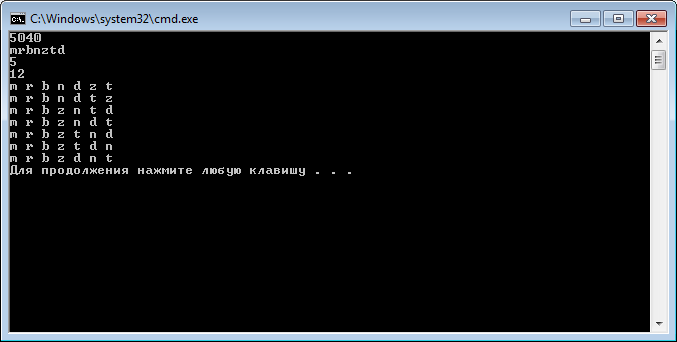 C:\Windows\system32\cmd.exe
5040
mrbnztd
5
12
m r b n d z t
m r b n d t z
m r b z n t d
m r b z n d t
m r b z t n d
m r b z t d n
m r b z d n t
Для продолжения нажмите любую клавишу . . .